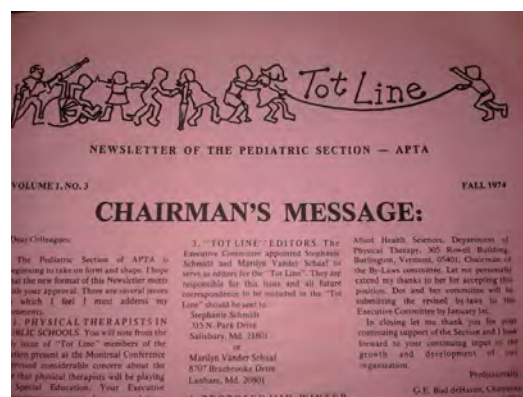 Tot Line
NEWSLETTER OF THE PEDIATRIC SECTION — APTA
VOLUME 1, NO. 3
FALL 1974
CHAIRMAN'S MESSAGE:
Dear Colleagues:
The Pediatric Section of APTA is
beginning to take on form and shape. I hope
that the new format of this Newsletter meets
with your approval. There are several issues
which I feel I must address my
comments.
1. PHYSICAL THERAPISTS IN
PUBLIC SCHOOLS. You will note from the
issue of "Tot Line" members of the
present at the Montreal Conference
expressed considerable concern about the
that physical therapists will be playing
Special Education. Your Executive
3. "TOT LINE" EDITORS. The
Executive Committee appointed Stephanie
Schmidt and Marilyn Vander Schaaf to
serve as editors for the "Tot Line". They are
responsible for this issue and all future
correspondence to be included in the "Tot
Line" should be sent to:
Stephanie Schmidt
315 N. Park Drive
Salisbury, Md. 21801
or
Marilyn Vander Schaaf
8707 Braebrooke Drive
Lanham, Md. 20801
Allied Health Sciences, Department of
Physical Therapy, 305 Rowell Building,
Burlington, Vermont, 05401, Chairman of
the By-Laws committee. Let me personally
extend my thanks to her for accepting this
position. Dot and her committee will be
submitting the revised by-laws to the
Executive Committee by January 1st.
In closing let me thank you for your
continuing support of the Section and I look
forward to your continuing input to the
growth and development of our
organization.
Professionally,
G.E. Bud deHaven, Chairman